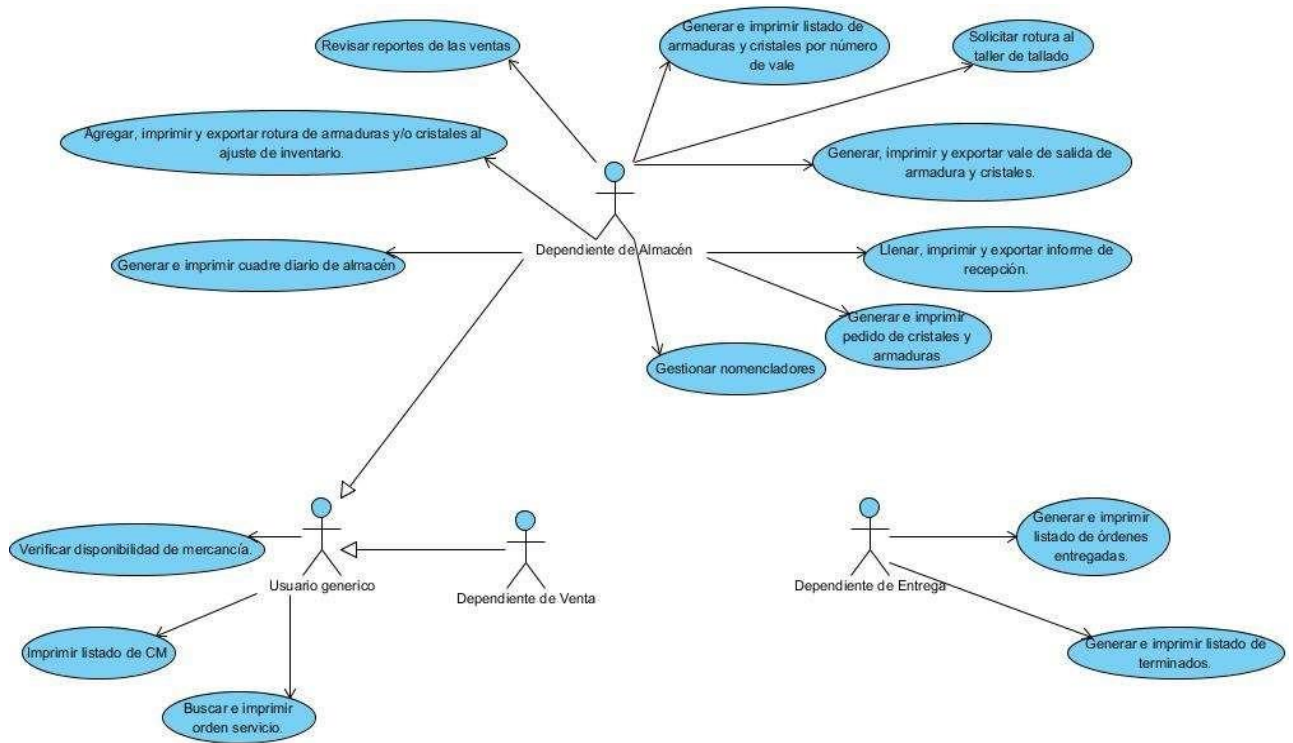 Revisar reportes de las ventas
Generar e imprimir listado de
armaduras y cristales por número
de vale
Solicitar rotura al
taller de tallado
Agregar, imprimir y exportar rotura de armaduras y/o cristales al
ajuste de inventario.
Generar, imprimir y exportar vale de salida de
armadura y cristales.
Dependiente de Almacén
Generar e imprimir cuadre diario de almacén
Llenar, imprimir y exportar informe de
recepción.
Generar e imprimir
pedido de cristales y
armaduras
Gestionar nomencladores
Verificar disponibilidad de mercancía.
Usuario generico
Dependiente de Venta
Dependiente de Entrega
Generar e imprimir
listado de órdenes
entregadas.
Imprimir listado de CM
Generar e imprimir listado de
terminados.
Buscar e imprimir
orden servicio.